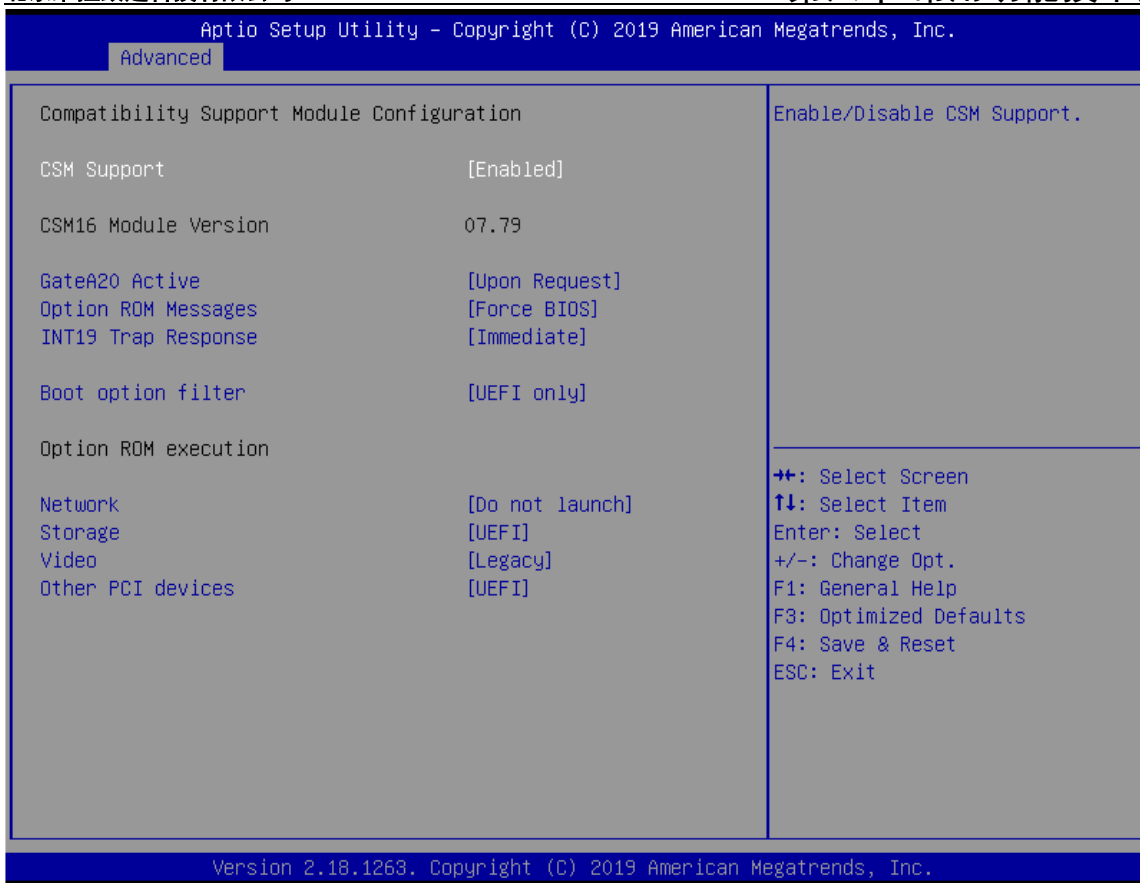 Aptio Setup Utility – Copyright (C) 2019 American Megatrends, Inc.
Advanced
Compatibility Support Module Configuration
CSM Support [Enabled]
CSM16 Module Version 07.79
GateA20 Active [Upon Request]
Option ROM Messages [Force BIOS]
INT19 Trap Response [Immediate]
Boot option filter [UEFI only]
Option ROM execution
Network [Do not launch]
Storage [UEFI]
Video [Legacy]
Other PCI devices [UEFI]
Enable/Disable CSM Support.
→←: Select Screen
↑↓: Select Item
Enter: Select
+/-: Change Opt.
F1: General Help
F3: Optimized Defaults
F4: Save & Reset
ESC: Exit
Version 2.18.1263. Copyright (C) 2019 American Megatrends, Inc.